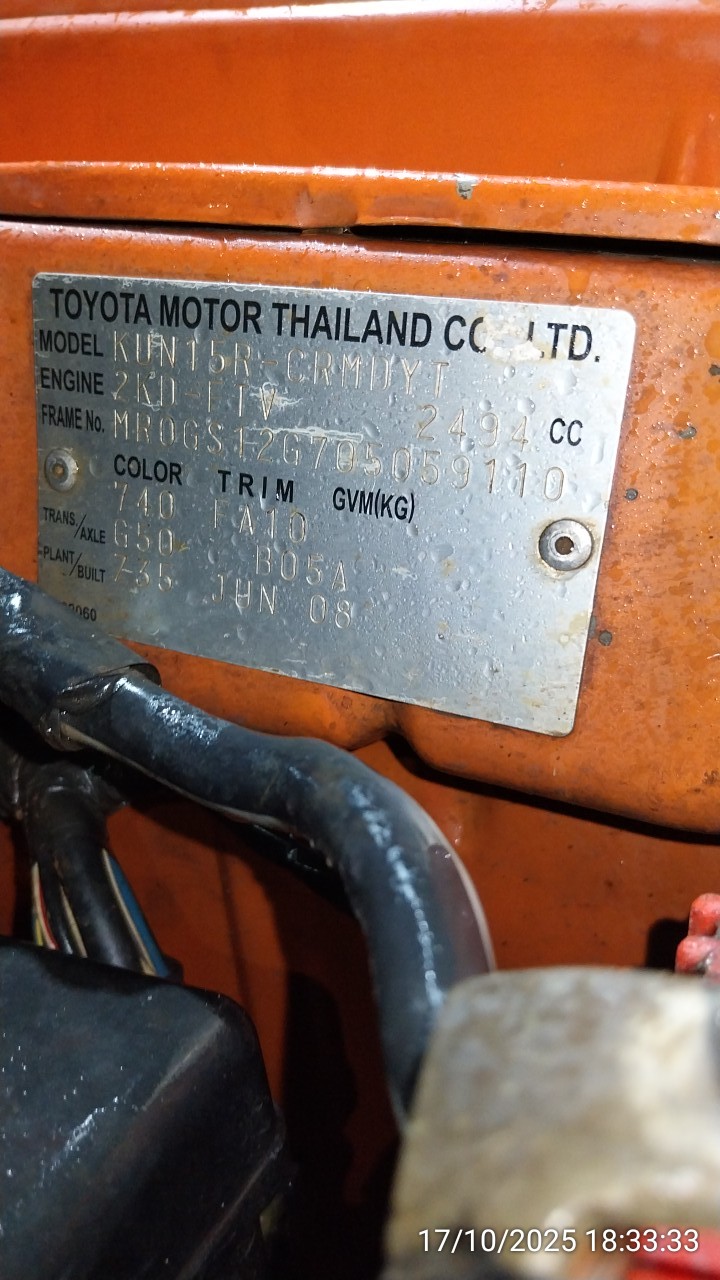 TOYOTA MOTOR THAILAND CO LTD.
MODEL KUN15R-CRMDYT
ENGINE 2KD-FTV 2494 CC
FRAME No. MR0GS12G705059110
COLOR TRIM GVM(KG)
740 FA10
TRANS./AXLE G50 B05A
PLANT/BUILT JUN 08
17/10/2025 18:33:33